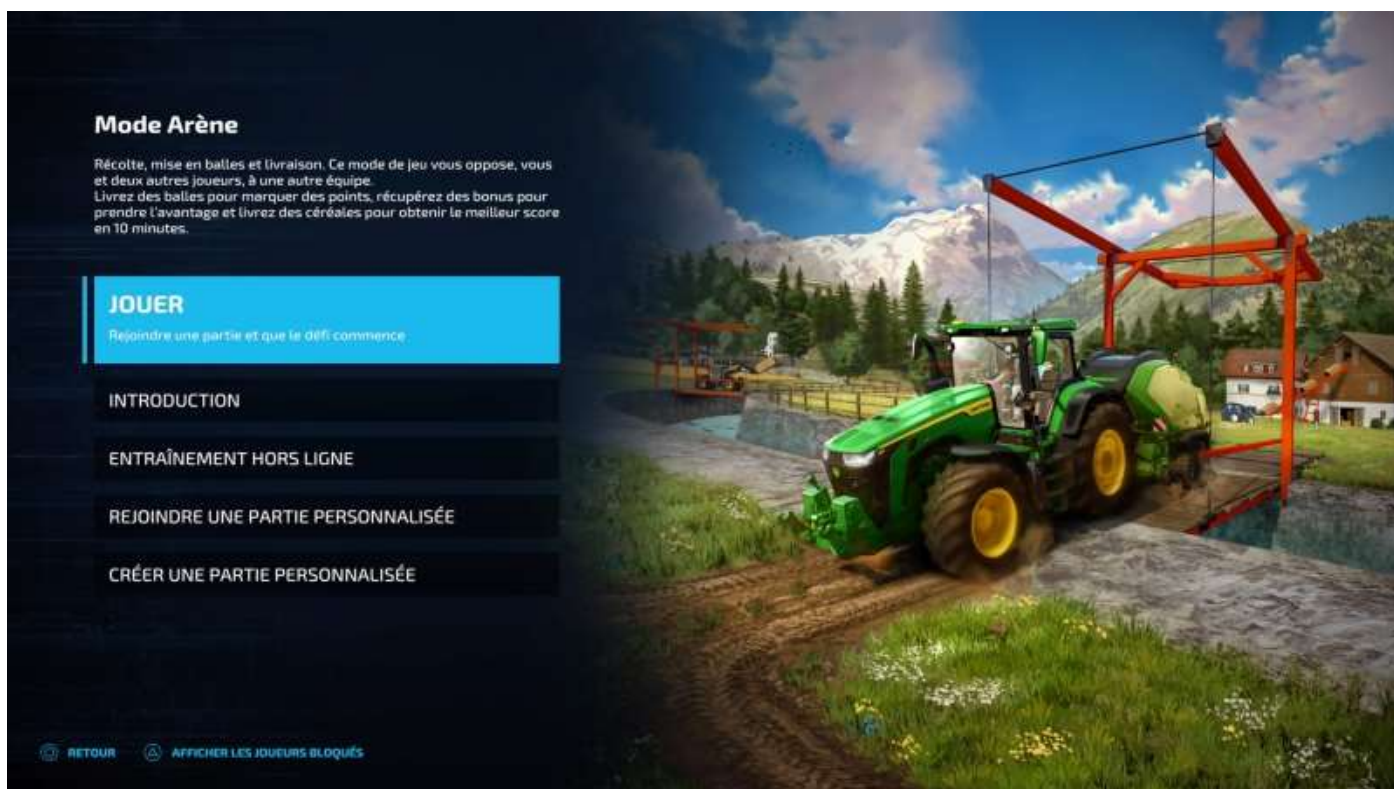 Mode Arène
Récolte, mise en balles et livraison. Ce mode de jeu vous oppose, vous
et deux autres joueurs, à une autre équipe.
Livrez des balles pour marquer des points, récupérez des bonus pour
prendre l'avantage et livrez des céréales pour obtenir le meilleur score
en 10 minutes.
JOUER
Rejoindre une partie et que le défi commence
INTRODUCTION
ENTRAÎNEMENT HORS LIGNE
REJOINDRE UNE PARTIE PERSONNALISÉE
CRÉER UNE PARTIE PERSONNALISÉE
RETOUR
AFFICHER LES JOUEURS BLOQUÉS